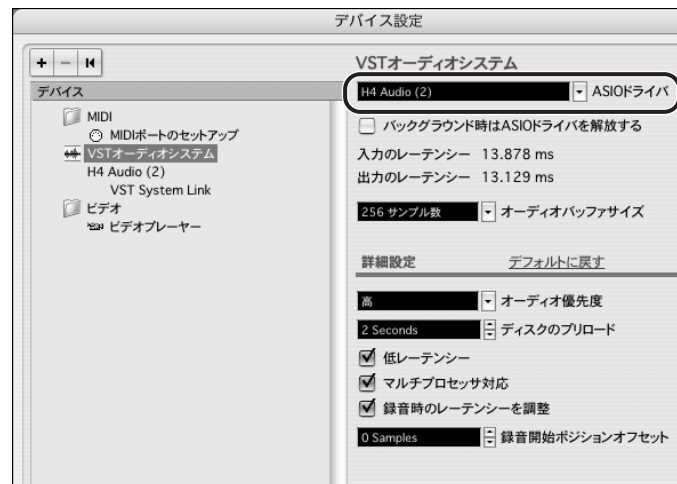 デバイス設定
デバイス
MIDI
MIDIポートのセットアップ
VSTオーディオシステム
H4 Audio (2)
VST System Link
ビデオ
ビデオプレーヤー
VSTオーディオシステム
H4 Audio (2) ASIOドライバ
バックグラウンド時はASIOドライバを解放する
入力のレーテンシー 13.878 ms
出力のレーテンシー 13.129 ms
256 サンプル数 オーディオバッファサイズ
詳細設定 デフォルトに戻す
高 オーディオ優先度
2 Seconds ディスクのプリロード
低レーテンシー
マルチプロセッサ対応
録音時のレーテンシーを調整
0 Samples 録音開始ポジションオフセット